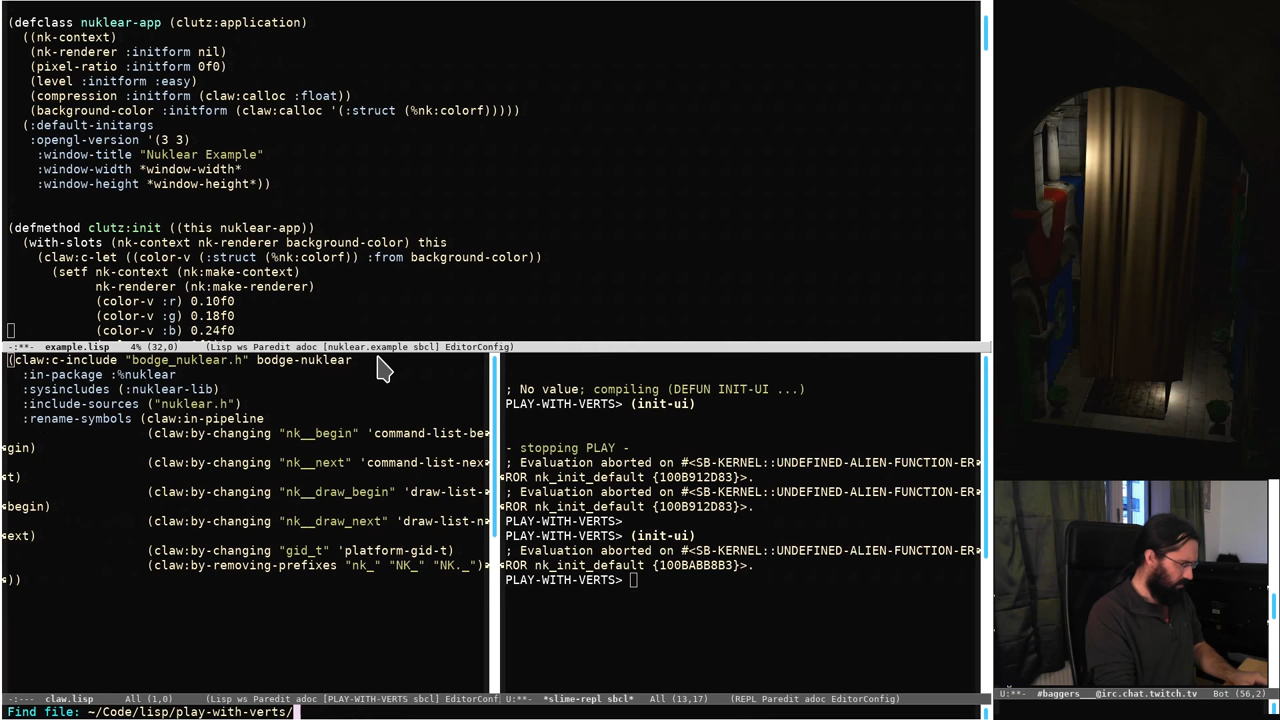 (defclass nuklear-app (clutz:application)
  ((nk-context)
   (nk-renderer :initform nil)
   (pixel-ratio :initform 0f0)
   (level :initform :easy)
   (compression :initform (claw:calloc :float))
   (background-color :initform (claw:calloc '(:struct (%nk:colorf)))))
  (:default-initargs
   :opengl-version '(3 3)
    :window-title "Nuklear Example"
    :window-width *window-width*
    :window-height *window-height*))
(defmethod clutz:init ((this nuklear-app))
  (with-slots (nk-context nk-renderer background-color) this
    (claw:c-let ((color-v (:struct (%nk:colorf)) :from background-color))
      (setf nk-context (nk:make-context)
            nk-renderer (nk:make-renderer)
            (color-v :r) 0.10f0
            (color-v :g) 0.18f0
            (color-v :b) 0.24f0
-:**-  example.lisp   4% (32,0)    (Lisp ws Paredit adoc [nuklear.example sbcl] EditorConfig)
(claw:c-include "bodge_nuklear.h" bodge-nuklear
  :in-package :%nuklear
  :sysincludes (:nuklear-lib)
  :include-sources ("nuklear.h")
  :rename-symbols (claw:in-pipeline
                   (claw:by-changing "nk__begin" 'command-list-be
gin)
                   (claw:by-changing "nk__next" 'command-list-nex
t)
                   (claw:by-changing "nk__draw_begin" 'draw-list-
begin)
                   (claw:by-changing "nk__draw_next" 'draw-list-n
ext)
                   (claw:by-changing "gid_t" 'platform-gid-t)
                   (claw:by-removing-prefixes "nk_" "NK_" "NK._")
))
-:---  claw.lisp      All (1,0)     (Lisp ws Paredit adoc [PLAY-WITH-VERTS sbcl] EditorConf
; No value; compiling (DEFUN INIT-UI ...)
PLAY-WITH-VERTS> (init-ui)
- stopping PLAY -
; Evaluation aborted on #<SB-KERNEL::UNDEFINED-ALIEN-FUNCTION-ER
ROR nk_init_default {100B912D83}>.
; Evaluation aborted on #<SB-KERNEL::UNDEFINED-ALIEN-FUNCTION-ER
ROR nk_init_default {100B912D83}>.
PLAY-WITH-VERTS>
PLAY-WITH-VERTS> (init-ui)
; Evaluation aborted on #<SB-KERNEL::UNDEFINED-ALIEN-FUNCTION-ER
ROR nk_init_default {100BABB8B3}>.
PLAY-WITH-VERTS>
U:**-  *slime-repl sbcl*   All (13,17)    (REPL Paredit adoc EditorConfig)
U:**-  #baggers___@irc.chat.twitch.tv   Bot (56,2)
Find file: ~/Code/lisp/play-with-verts/